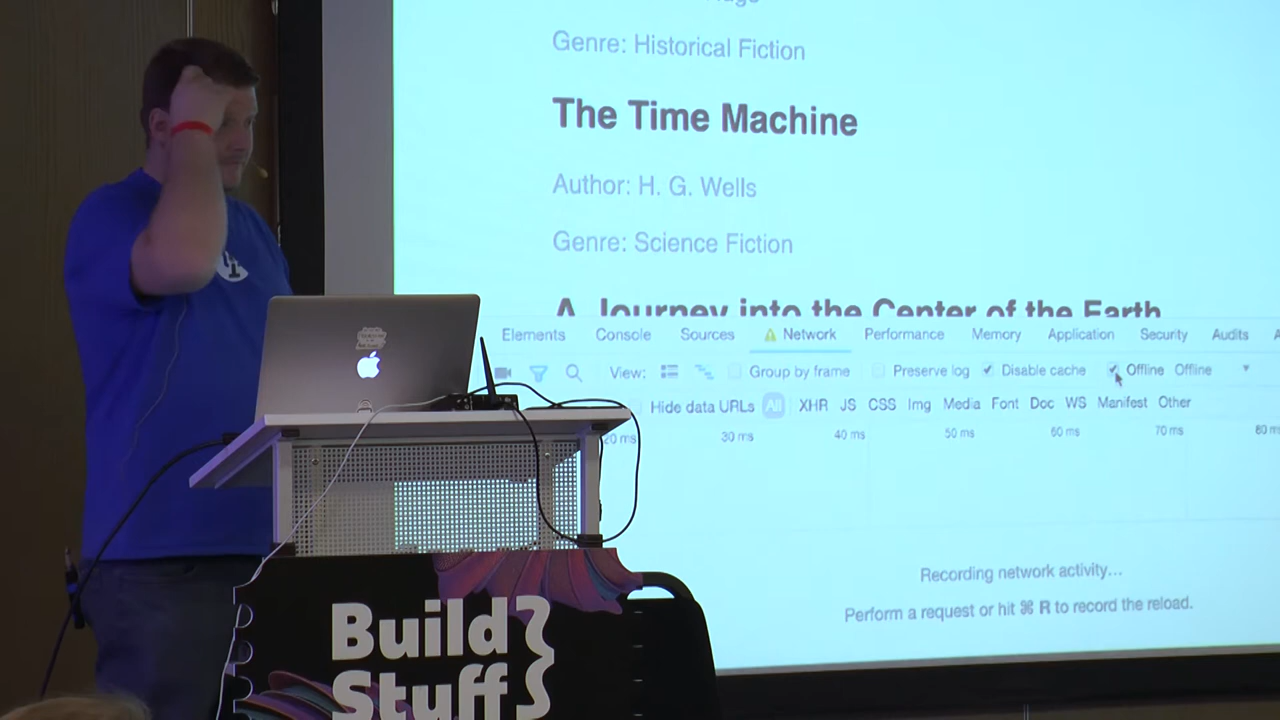 Genre: Historical Fiction
The Time Machine
Author: H. G. Wells
Genre: Science Fiction
A Journey into the Center of the Earth
Elements Console Sources Network Performance Memory Application Security Audits
View: Group by frame Preserve log Disable cache Offline Offline
Hide data URLs All XHR JS CSS Img Media Font Doc WS Manifest Other
20 ms 30 ms 40 ms 50 ms 60 ms 70 ms 80 ms
Recording network activity...
Perform a request or hit ⌘ R to record the reload.
Build
Stuff